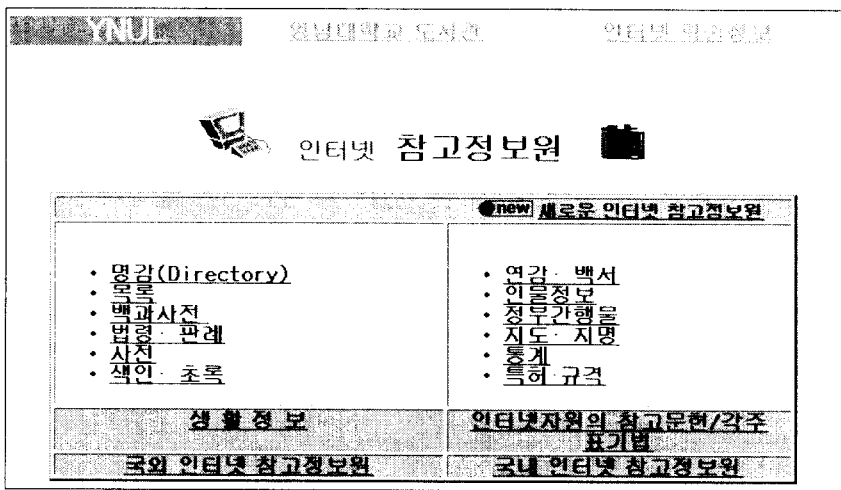 YNUL 영남대학교 도서관 인터넷 학술정보
인터넷 참고정보원
new 새로운 인터넷 참고정보원
· 명감(Directory)
· 목록
· 백과사전
· 법령· 판례
· 사전
· 색인· 초록
· 연감· 백서
· 인물정보
· 정부간행물
· 지도· 지명
· 통계
· 특허·규격
생 활 정 보
인터넷자원의 참고문헌/각주
표기법
국외 인터넷 참고정보원
국내 인터넷 참고정보원